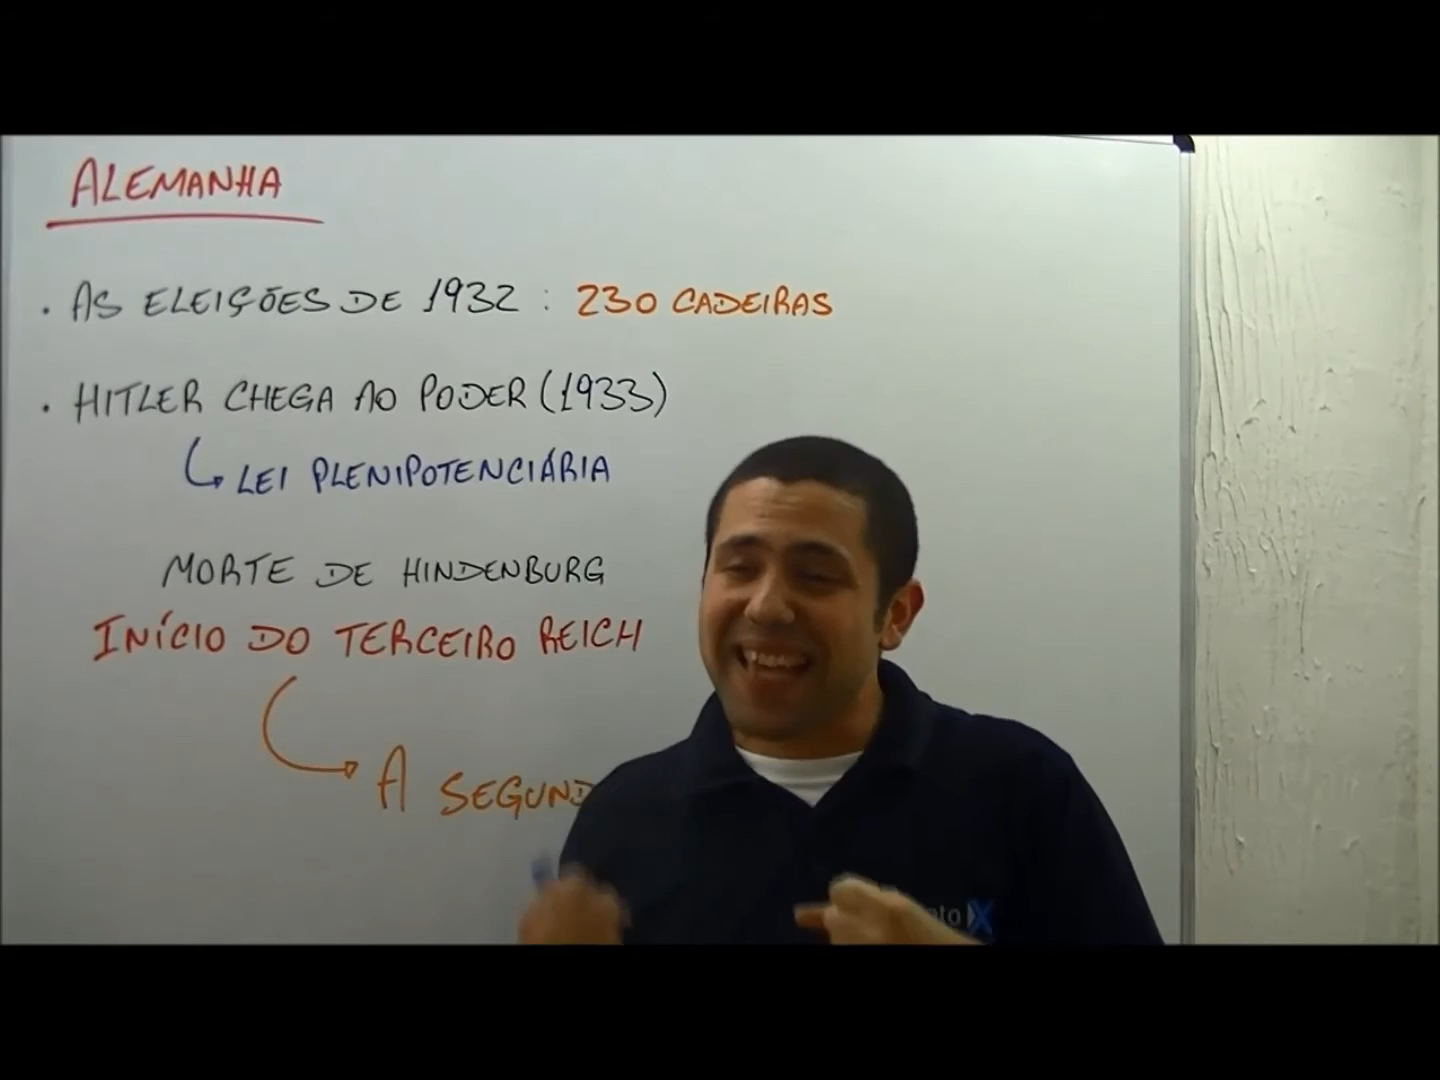 ALEMANHA
• AS ELEIÇÕES DE 1932 : 230 CADEIRAS
• HITLER CHEGA AO PODER (1933)
LEI PLENIPOTENCIÁRIA
MORTE DE HINDENBURG
INÍCIO DO TERCEIRO REICH
A SEGUND